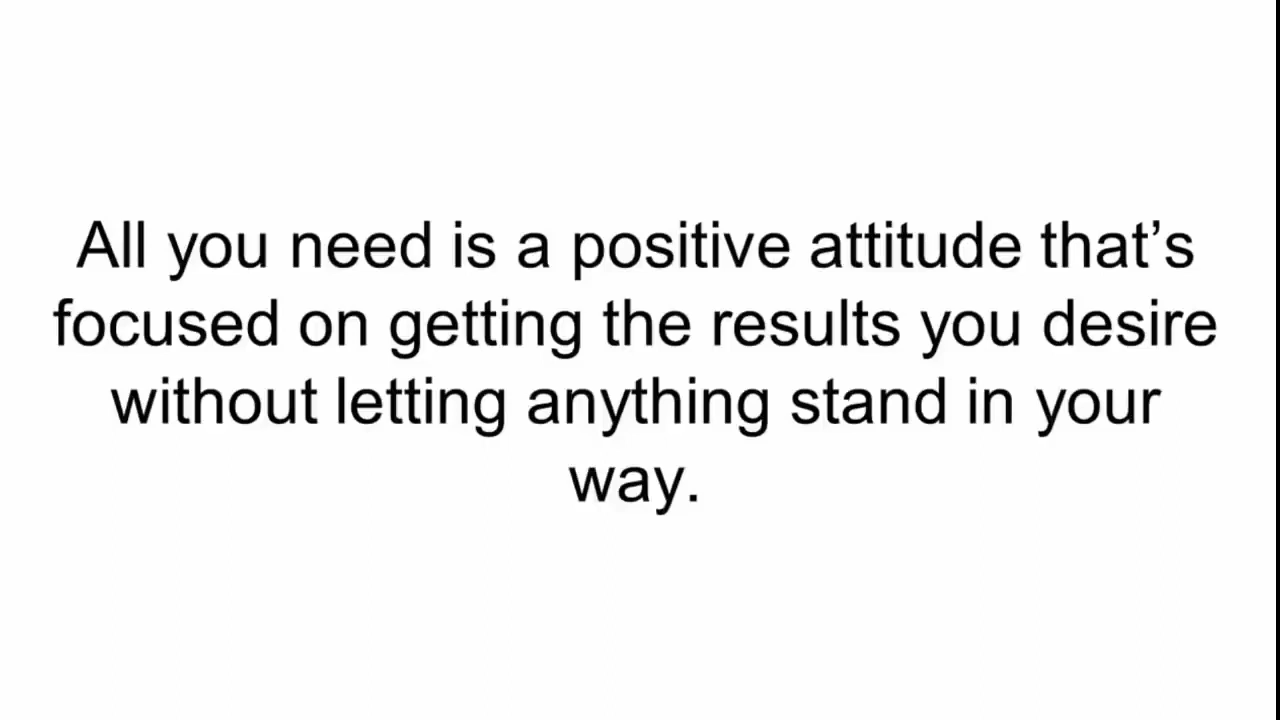 All you need is a positive attitude that’s
focused on getting the results you desire
without letting anything stand in your
way.